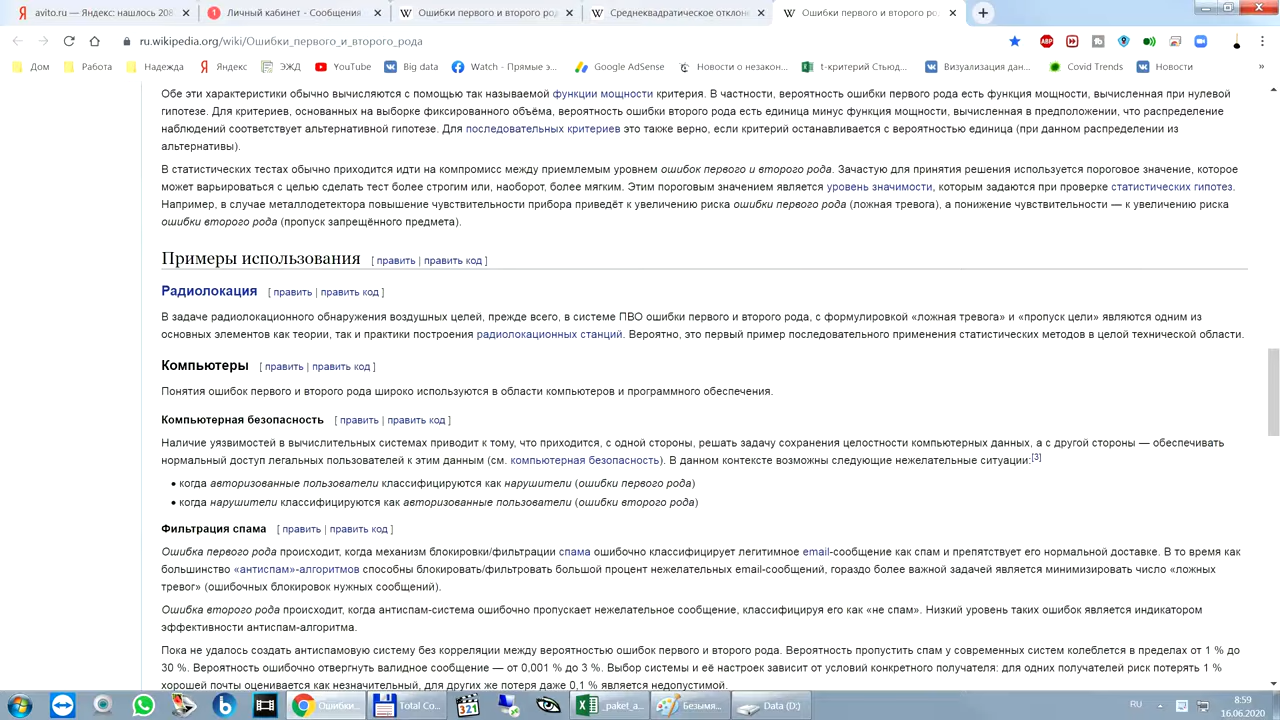 avito.ru — Яндекс: нашлось 208
1 Личный кабинет - Сообщения
Ошибки первого и второго родо
Среднеквадратическое отклоне
Ошибки первого и второго ро
ru.wikipedia.org/wiki/Ошибки_первого_и_второго_рода
Дом
Работа
Надежда
Яндекс
ЭЖД
YouTube
Big data
Watch - Прямые э...
Google AdSense
Новости о незакон...
t-критерий Стьюд...
Визуализация дан...
Covid Trends
Новости
»
Обе эти характеристики обычно вычисляются с помощью так называемой функции мощности критерия. В частности, вероятность ошибки первого рода есть функция мощности, вычисленная при нулевой
гипотезе. Для критериев, основанных на выборке фиксированного объёма, вероятность ошибки второго рода есть единица минус функция мощности, вычисленная в предположении, что распределение
наблюдений соответствует альтернативной гипотезе. Для последовательных критериев это также верно, если критерий останавливается с вероятностью единица (при данном распределении из
альтернативы).
В статистических тестах обычно приходится идти на компромисс между приемлемым уровнем ошибок первого и второго рода. Зачастую для принятия решения используется пороговое значение, которое
может варьироваться с целью сделать тест более строгим или, наоборот, более мягким. Этим пороговым значением является уровень значимости, которым задаются при проверке статистических гипотез.
Например, в случае металлодетектора повышение чувствительности прибора приведёт к увеличению риска ошибки первого рода (ложная тревога), а понижение чувствительности — к увеличению риска
ошибки второго рода (пропуск запрещённого предмета).
Примеры использования [ править | править код ]
Радиолокация [ править | править код ]
В задаче радиолокационного обнаружения воздушных целей, прежде всего, в системе ПВО ошибки первого и второго рода, с формулировкой «ложная тревога» и «пропуск цели» являются одним из
основных элементов как теории, так и практики построения радиолокационных станций. Вероятно, это первый пример последовательного применения статистических методов в целой технической области.
Компьютеры [ править | править код ]
Понятия ошибок первого и второго рода широко используются в области компьютеров и программного обеспечения.
Компьютерная безопасность [ править | править код ]
Наличие уязвимостей в вычислительных системах приводит к тому, что приходится, с одной стороны, решать задачу сохранения целостности компьютерных данных, а с другой стороны — обеспечивать
нормальный доступ легальных пользователей к этим данным (см. компьютерная безопасность). В данном контексте возможны следующие нежелательные ситуации:[3]
• когда авторизованные пользователи классифицируются как нарушители (ошибки первого рода)
• когда нарушители классифицируются как авторизованные пользователи (ошибки второго рода)
Фильтрация спама [ править | править код ]
Ошибка первого рода происходит, когда механизм блокировки/фильтрации спама ошибочно классифицирует легитимное email-сообщение как спам и препятствует его нормальной доставке. В то время как
большинство «антиспам»-алгоритмов способны блокировать/фильтровать большой процент нежелательных email-сообщений, гораздо более важной задачей является минимизировать число «ложных
тревог» (ошибочных блокировок нужных сообщений).
Ошибка второго рода происходит, когда антиспам-система ошибочно пропускает нежелательное сообщение, классифицируя его как «не спам». Низкий уровень таких ошибок является индикатором
эффективности антиспам-алгоритма.
Пока не удалось создать антиспамовую систему без корреляции между вероятностью ошибок первого и второго рода. Вероятность пропустить спам у современных систем колеблется в пределах от 1 % до
30 %. Вероятность ошибочно отвергнуть валидное сообщение — от 0,001 % до 3 %. Выбор системы и её настроек зависит от условий конкретного получателя: для одних получателей риск потерять 1 %
хорошей почты оценивается как незначительный, для других же потеря даже 0,1 % является недопустимой.
Ошибки...
Total Co...
321
_paket_a...
Безымя...
Data (D:)
RU
8:59
16.06.2020